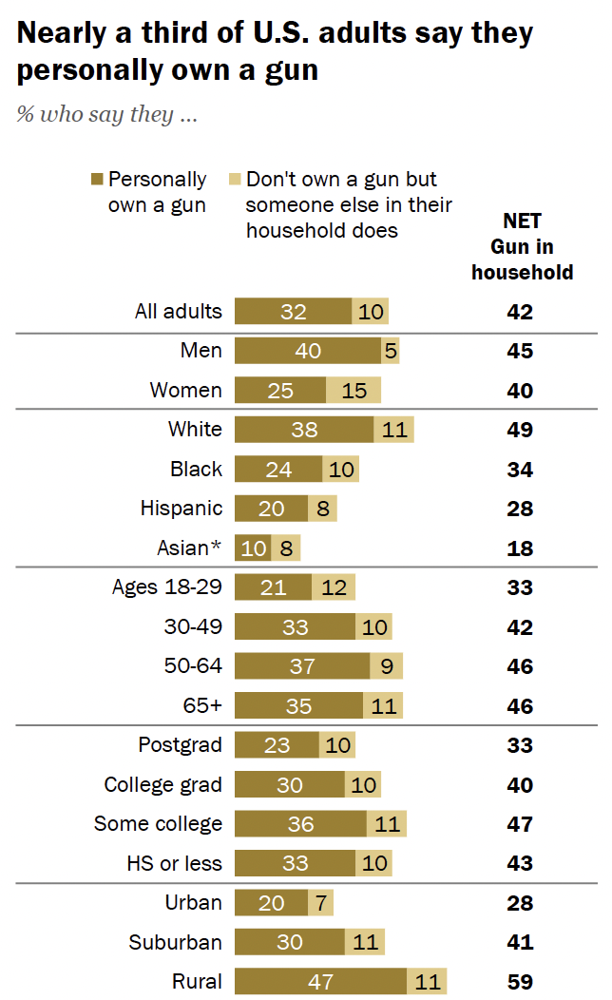 Nearly a third of U.S. adults say they
personally own a gun
% who say they ...
Personally
own a gun
Don't own a gun but
someone else in their
household does
NET
Gun in
household
All adults 32 10 42
Men 40 5 45
Women 25 15 40
White 38 11 49
Black 24 10 34
Hispanic 20 8 28
Asian* 10 8 18
Ages 18-29 21 12 33
30-49 33 10 42
50-64 37 9 46
65+ 35 11 46
Postgrad 23 10 33
College grad 30 10 40
Some college 36 11 47
HS or less 33 10 43
Urban 20 7 28
Suburban 30 11 41
Rural 47 11 59